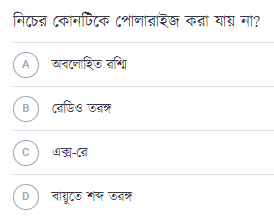 নিচের কোনটিকে পোলারাইজ করা যায় না?
A অবলোহিত রশ্মি
B রেডিও তরঙ্গ
C এক্স-রে
D বায়ুতে শব্দ তরঙ্গ